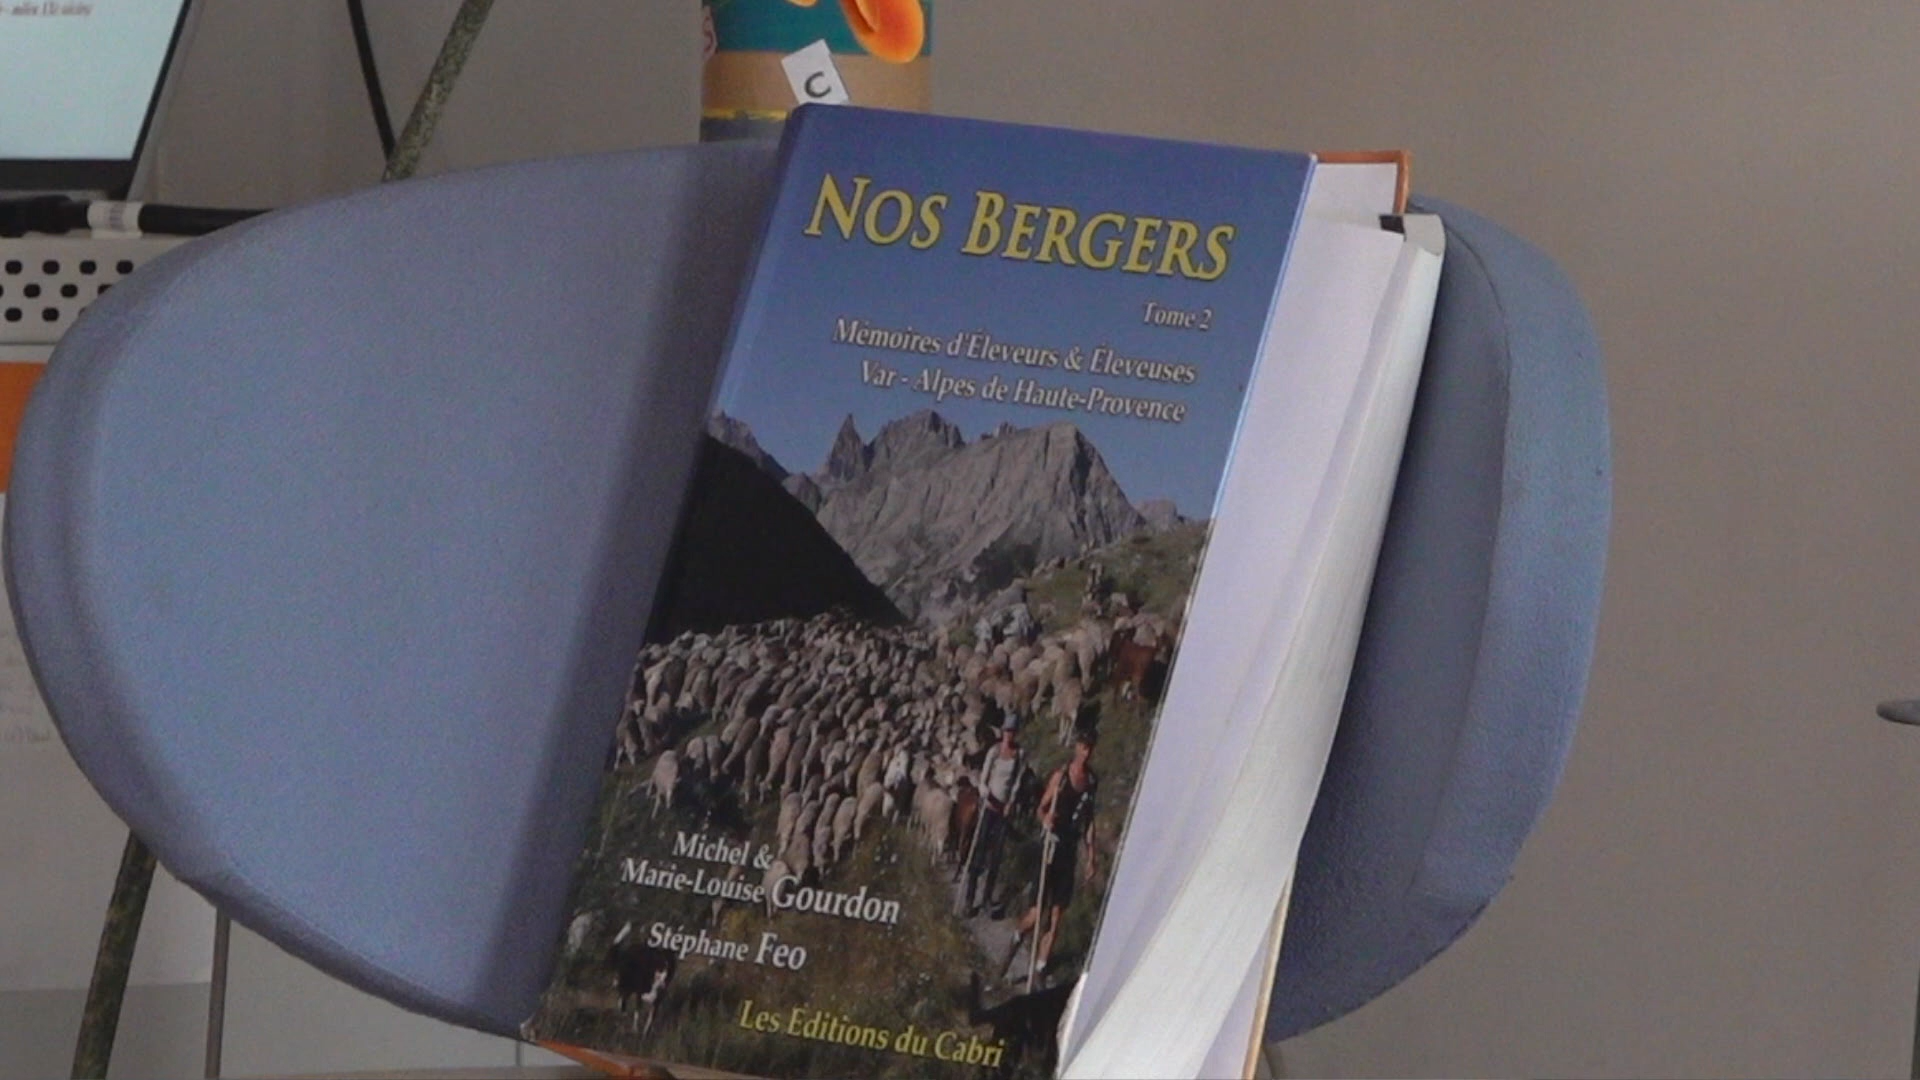 C
NOS BERGERS
Tome 2
Mémoires d'Éleveurs & Éleveuses
Var - Alpes de Haute-Provence
Michel &
Marie-Louise Gourdon
Stéphane Feo
Les Editions du Cabri